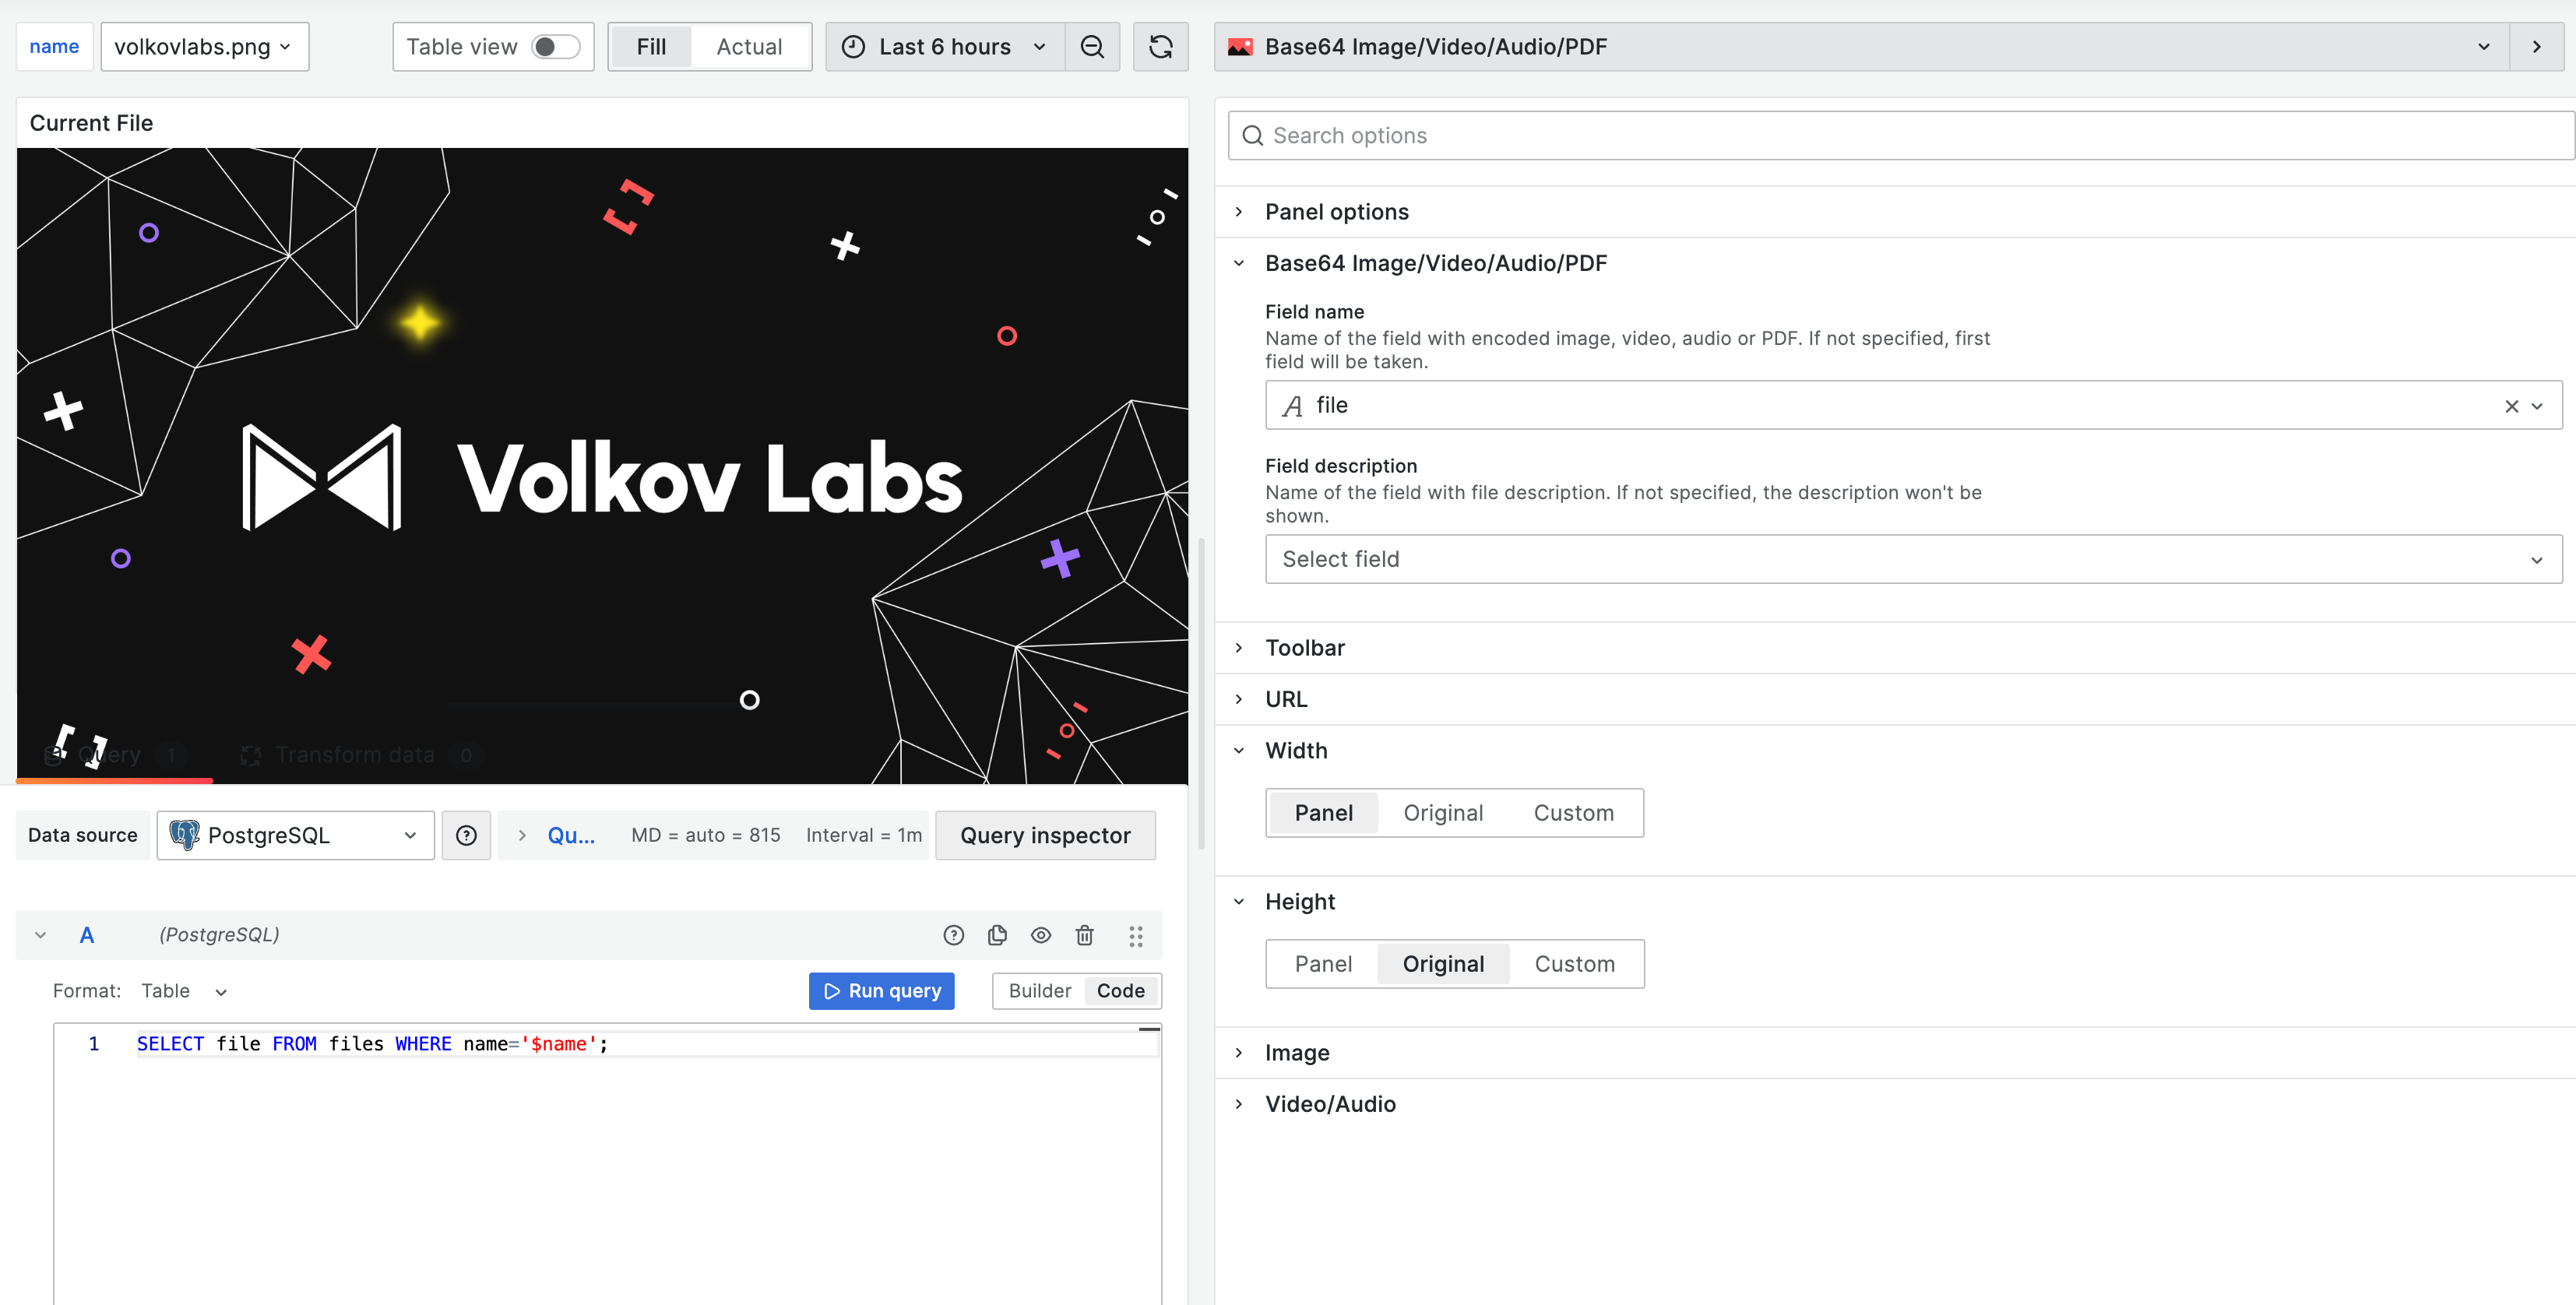 name
volkovlabs.png
Table view
Fill
Actual
Last 6 hours
Base64 Image/Video/Audio/PDF
Current File
Volkov Labs
Query 1
Transform data 0
Data source
PostgreSQL
Qu...
MD = auto = 815
Interval = 1m
Query inspector
A
(PostgreSQL)
Format:
Table
Run query
Builder
Code
1
SELECT file FROM files WHERE name='$name';
Search options
Panel options
Base64 Image/Video/Audio/PDF
Field name
Name of the field with encoded image, video, audio or PDF. If not specified, first
field will be taken.
file
Field description
Name of the field with file description. If not specified, the description won't be
shown.
Select field
Toolbar
URL
Width
Panel
Original
Custom
Height
Panel
Original
Custom
Image
Video/Audio